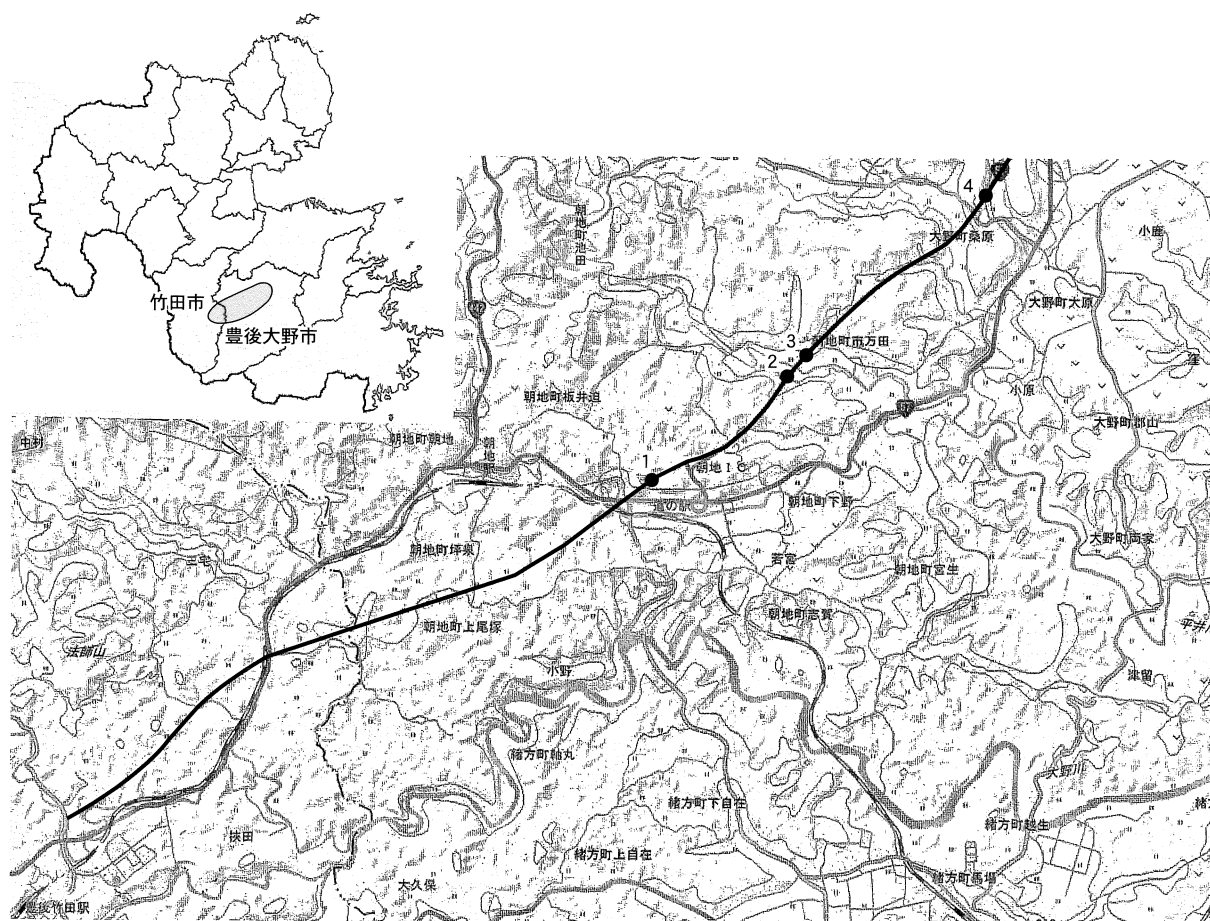 竹田市
豊後大野市
朝地町池田
4
大野町桑原
小鹿
大野町大原
3
朝地町市万田
2
窪
57
小原
朝地町板井迫
大野町郡山
朝地町朝地
朝地駅
中村
1
朝地IC
道の駅
朝地町下野
大野町両家
朝地町坪泉
若宮
朝地町宮生
三宅
朝地町上尾塚
朝地町志賀
平井川
法師山
小野
津留
緒方町軸丸
大野川
緒方町下自在
緒方町越生
挾田
緒方町上自在
緒方町馬場
大久保
豊後竹田駅